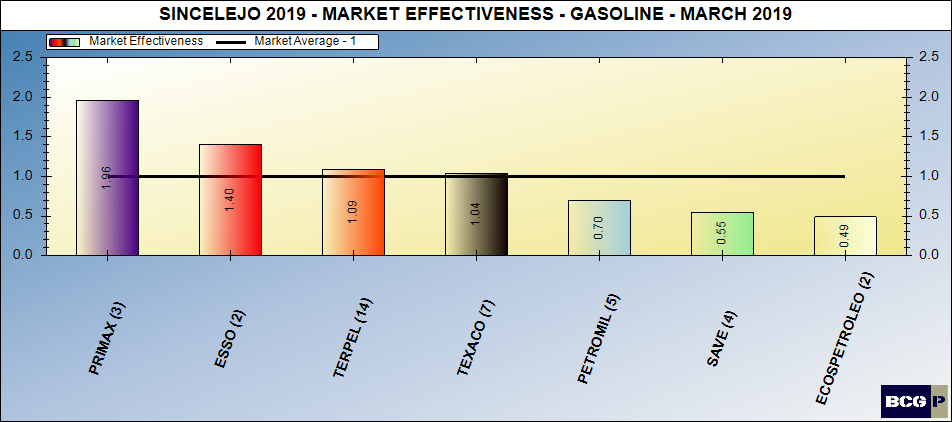 SINCELEJO 2019 - MARKET EFFECTIVENESS - GASOLINE - MARCH 2019
Market Effectiveness Market Average - 1
2.5 2.5
2.0 2.0
1.5 1.5
1.0 1.0
0.5 0.5
0.0 0.0
1.96 1.40 1.09 1.04 0.70 0.55 0.49
PRIMAX (3)
ESSO (2)
TERPEL (14)
TEXACO (7)
PETROMIL (5)
SAVE (4)
ECOSPETROLEO (2)
BCG P